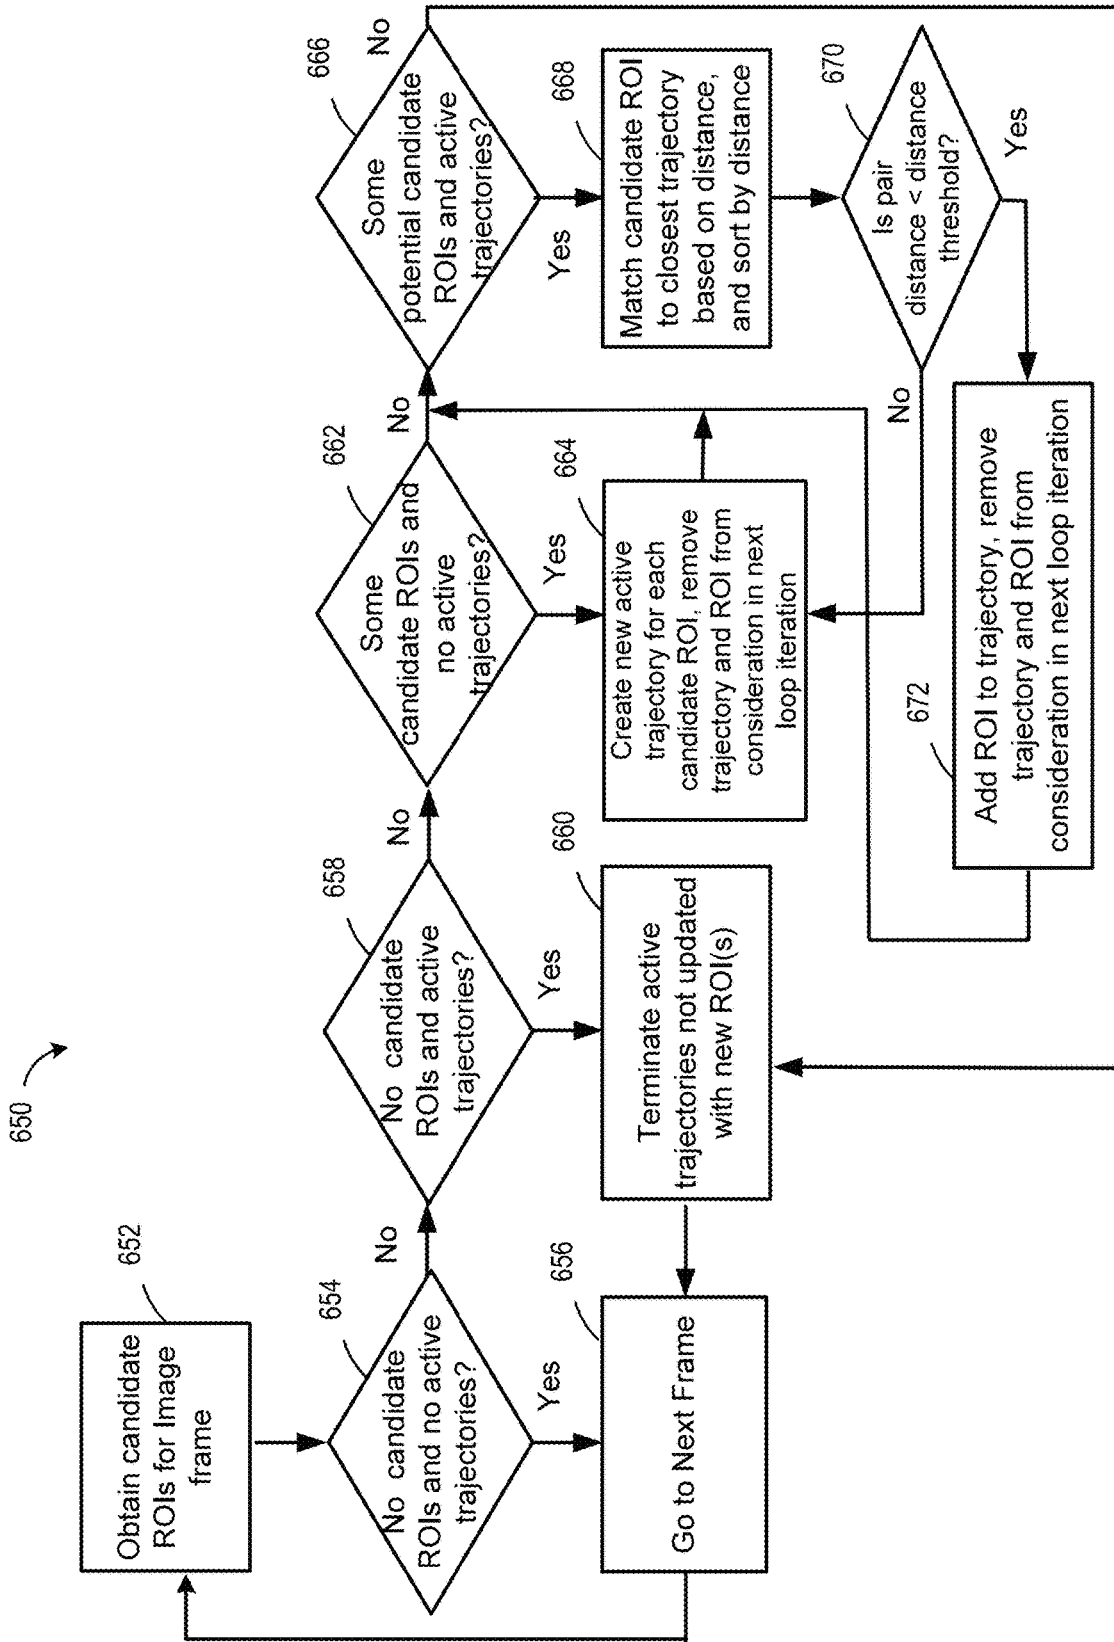 650
652
Obtain candidate
ROIs for Image
frame
654
No candidate
ROIs and no active
trajectories?
No
Yes
656
Go to Next Frame
658
No candidate
ROIs and active
trajectories?
No
Yes
660
Terminate active
trajectories not updated
with new ROI(s)
662
Some
candidate ROIs and
no active
trajectories?
No
Yes
664
Create new active
trajectory for each
candidate ROI, remove
trajectory and ROI from
consideration in next
loop iteration
666
Some
potential candidate
ROIs and active
trajectories?
No
Yes
668
Match candidate ROI
to closest trajectory
based on distance,
and sort by distance
670
Is pair
distance < distance
threshold?
No
Yes
672
Add ROI to trajectory, remove
trajectory and ROI from
consideration in next loop iteration